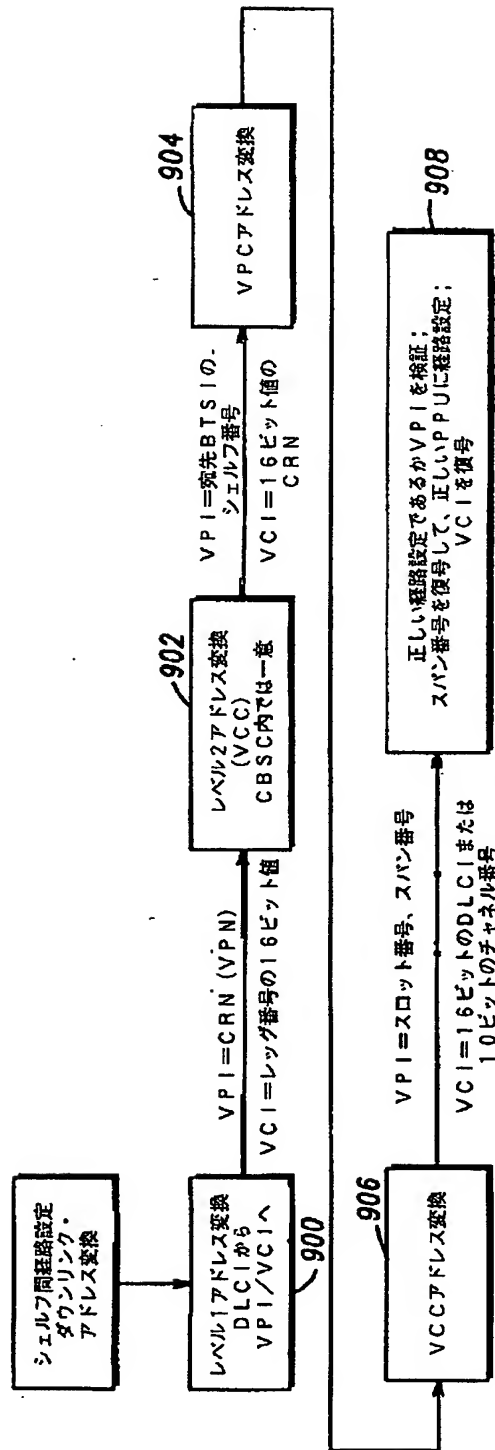 シェルフ間経路設定
ダウンリンク・
アドレス変換
レベル1アドレス変換
DLCIから
VPI/VCIへ
900
VPI=CRN(VPN)
VCI=レッグ番号の16ビット値
902
レベル2アドレス変換
(VCC)
CBSC内では一意
VPI=宛先BTSIの、
シェルフ番号
VCI=16ビット値の
CRN
904
VPCアドレス変換
906
VCCアドレス変換
VPI=スロット番号、スパン番号
VCI=16ビットのDLCIまたは
10ビットのチャネル番号
908
正しい経路設定であるかVPIを検証;
スパン番号を復号して、正しいPPUに経路設定;
VCIを復号